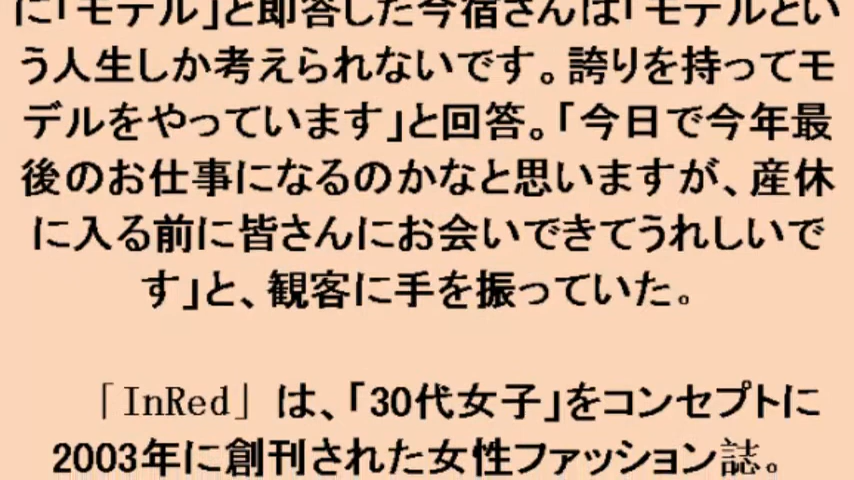 に「モデル」と即答した今宿さんは「モデルとい
う人生しか考えられないです。誇りを持ってモ
デルをやっています」と回答。「今日で今年最
後のお仕事になるのかなと思いますが、産休
に入る前に皆さんにお会いできてうれしいで
す」と、観客に手を振っていた。
「InRed」は、「30代女子」をコンセプトに
2003年に創刊された女性ファッション誌。